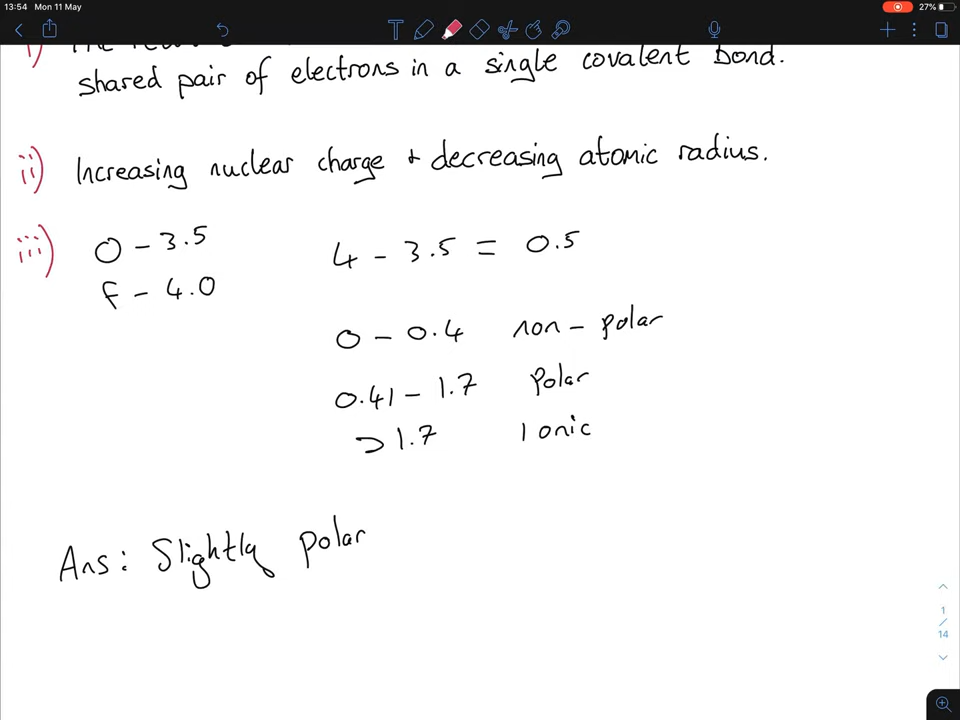 13:54 Mon 11 May
27%
i)
shared pair of electrons in a single covalent bond.
ii) Increasing nuclear charge + decreasing atomic radius.
iii) O - 3.5 4 - 3.5 = 0.5
F - 4.0
0 - 0.4 non - polar
0.41 - 1.7 polar
>1.7 Ionic
Ans: Slightly polar
1
/
14